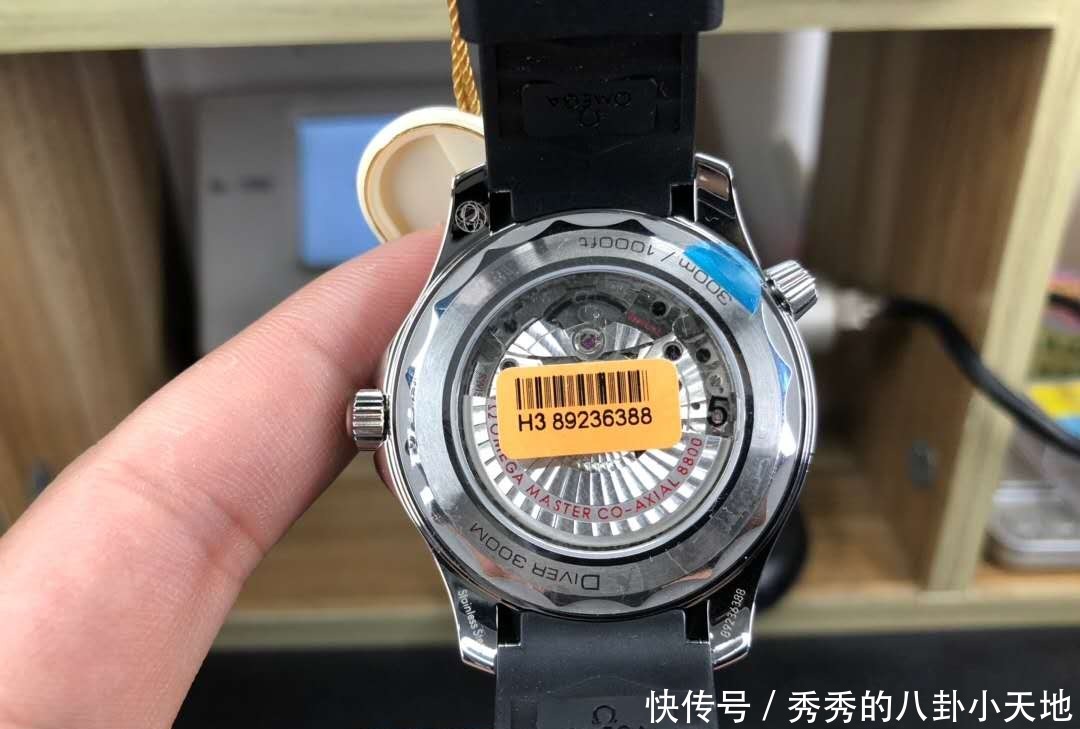 OMEGA
300m / 1000ft
H3 89236388
5
OMEGA MASTER CO-AXIAL 8800
DIVER 300M
Stainless
89236388
快传号 / 秀秀的八卦小天地